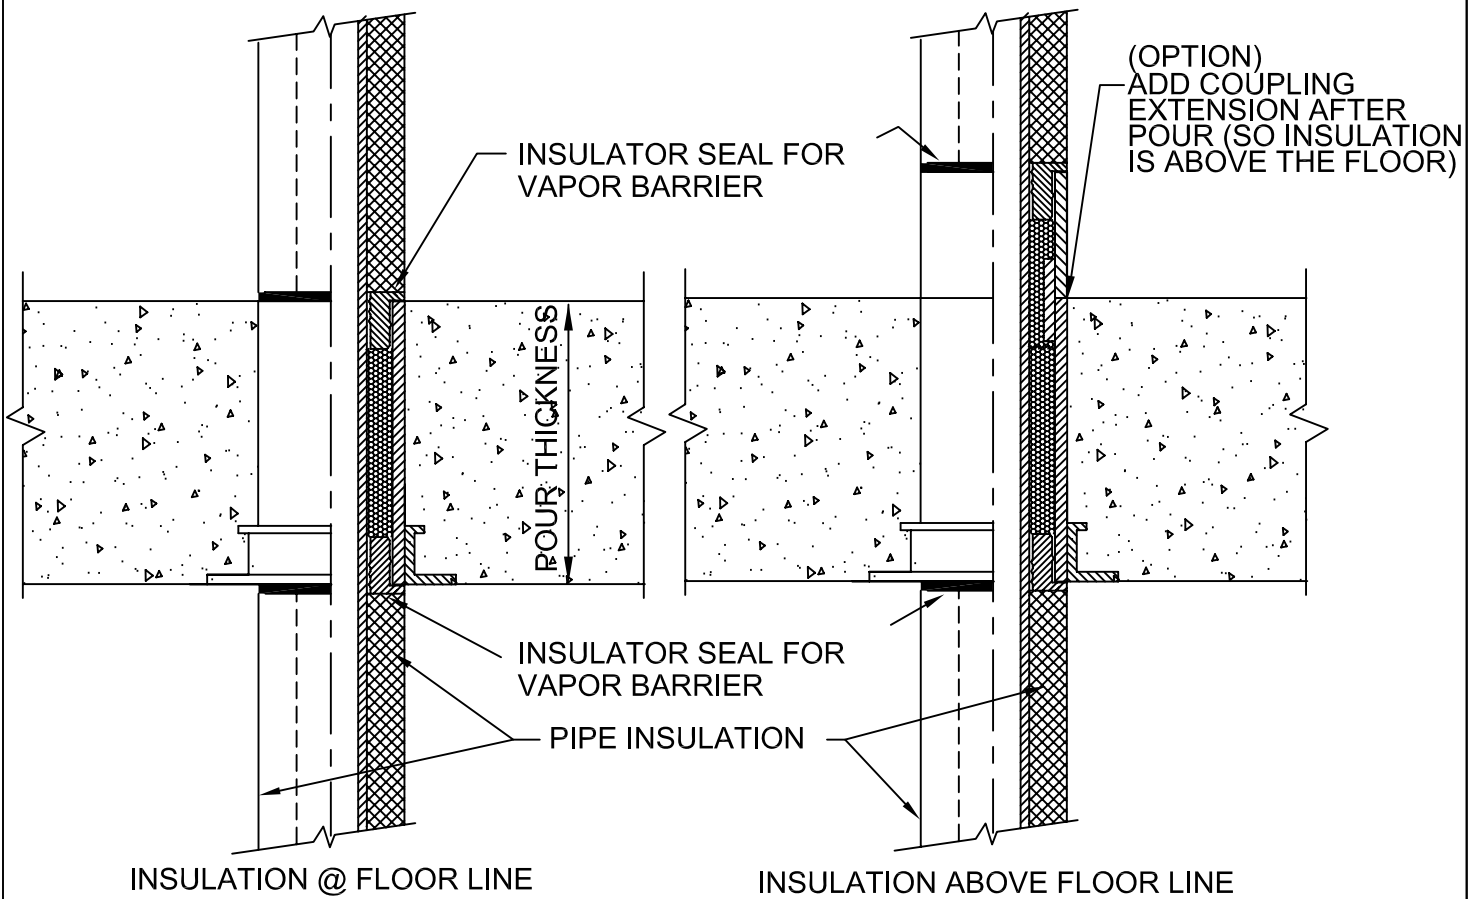 (OPTION)
ADD COUPLING
EXTENSION AFTER
POUR (SO INSULATION
IS ABOVE THE FLOOR)
INSULATOR SEAL FOR
VAPOR BARRIER
POUR THICKNESS
INSULATOR SEAL FOR
VAPOR BARRIER
PIPE INSULATION
INSULATION @ FLOOR LINE
INSULATION ABOVE FLOOR LINE